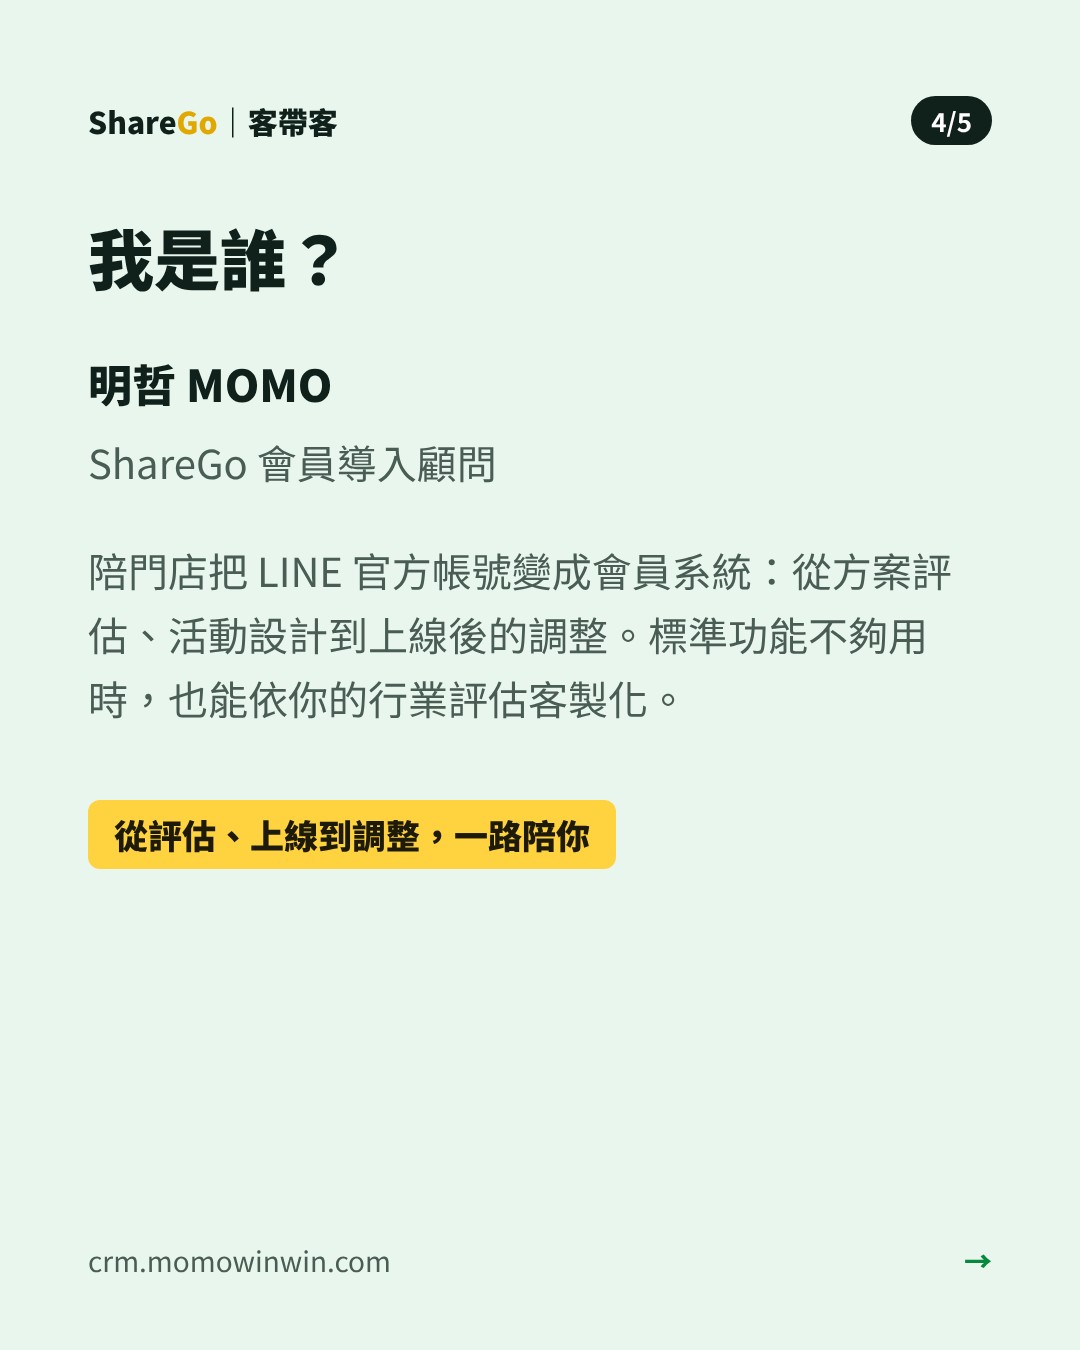 ShareGo｜客帶客
4/5
我是誰？
明哲 MOMO
ShareGo 會員導入顧問
陪門店把 LINE 官方帳號變成會員系統：從方案評
估、活動設計到上線後的調整。標準功能不夠用
時，也能依你的行業評估客製化。
從評估、上線到調整，一路陪你
crm.momowinwin.com
→